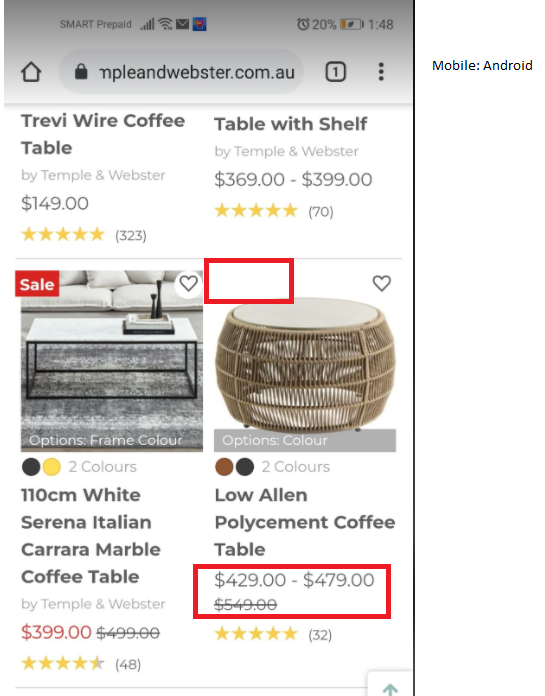 SMART Prepaid 20% 1:48
Mobile: Android
mpleandwebster.com.au 1
Trevi Wire Coffee
Table
by Temple & Webster
$149.00
(323)
Table with Shelf
by Temple & Webster
$369.00 - $399.00
(70)
Sale
Options: Frame Colour
2 Colours
110cm White
Serena Italian
Carrara Marble
Coffee Table
by Temple & Webster
$399.00 $499.00
(48)
Options: Colour
2 Colours
Low Allen
Polycement Coffee
Table
$429.00 - $479.00
$549.00
(32)